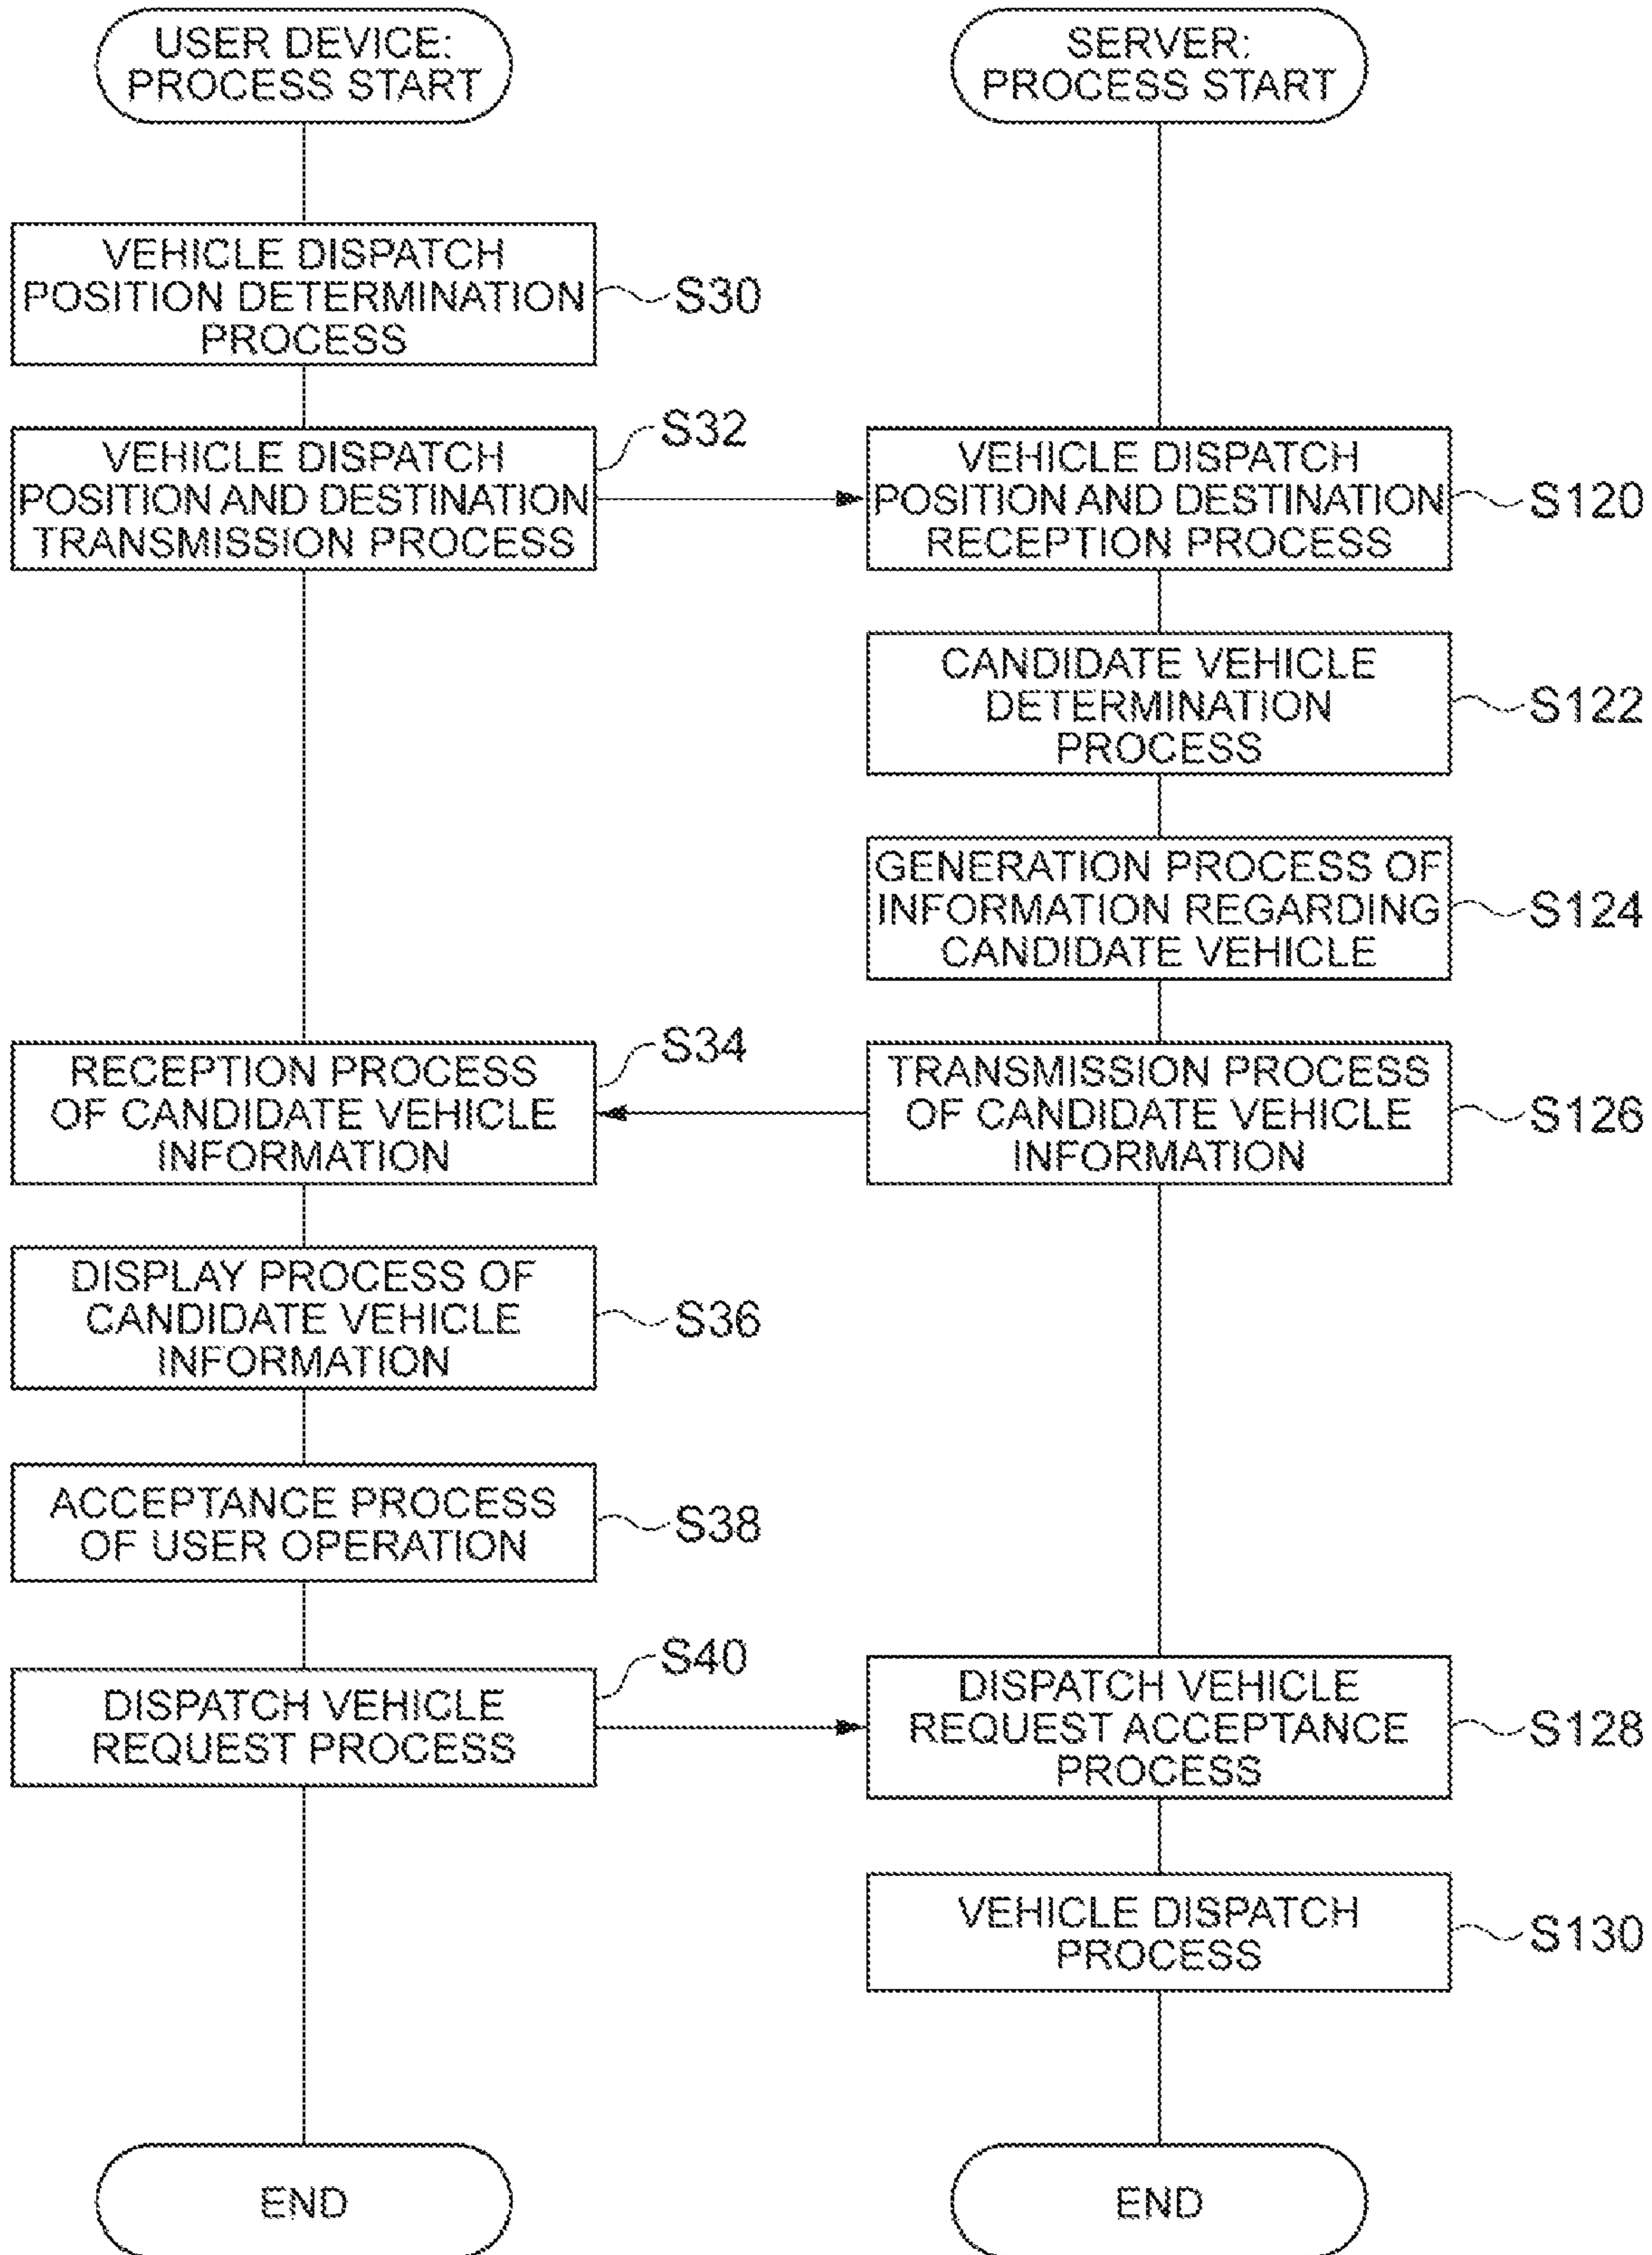 USER DEVICE:
PROCESS START
SERVER:
PROCESS START
VEHICLE DISPATCH
POSITION DETERMINATION
PROCESS
S30
VEHICLE DISPATCH
POSITION AND DESTINATION
TRANSMISSION PROCESS
S32
VEHICLE DISPATCH
POSITION AND DESTINATION
RECEPTION PROCESS
S120
CANDIDATE VEHICLE
DETERMINATION
PROCESS
S122
GENERATION PROCESS OF
INFORMATION REGARDING
CANDIDATE VEHICLE
S124
RECEPTION PROCESS
OF CANDIDATE VEHICLE
INFORMATION
S34
TRANSMISSION PROCESS
OF CANDIDATE VEHICLE
INFORMATION
S126
DISPLAY PROCESS OF
CANDIDATE VEHICLE
INFORMATION
S36
ACCEPTANCE PROCESS
OF USER OPERATION
S38
DISPATCH VEHICLE
REQUEST PROCESS
S40
DISPATCH VEHICLE
REQUEST ACCEPTANCE
PROCESS
S128
VEHICLE DISPATCH
PROCESS
S130
END
END